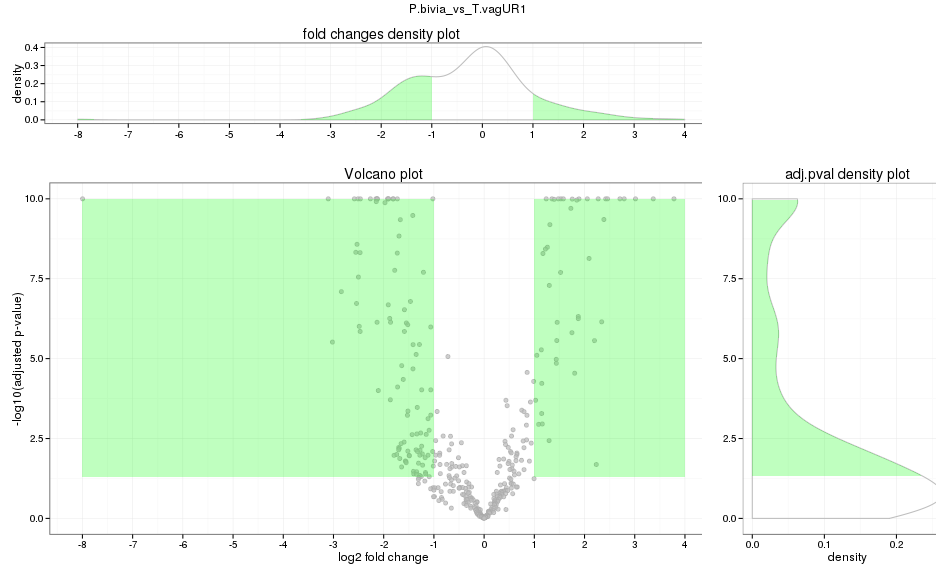 P.bivia_vs_T.vagUR1
fold changes density plot
density
0.4
0.3
0.2
0.1
0.0
-8 -7 -6 -5 -4 -3 -2 -1 0 1 2 3 4
Volcano plot
-log10(adjusted p-value)
10.0
7.5
5.0
2.5
0.0
-8 -7 -6 -5 -4 -3 -2 -1 0 1 2 3 4
log2 fold change
adj.pval density plot
10.0
7.5
5.0
2.5
0.0
0.0 0.1 0.2
density